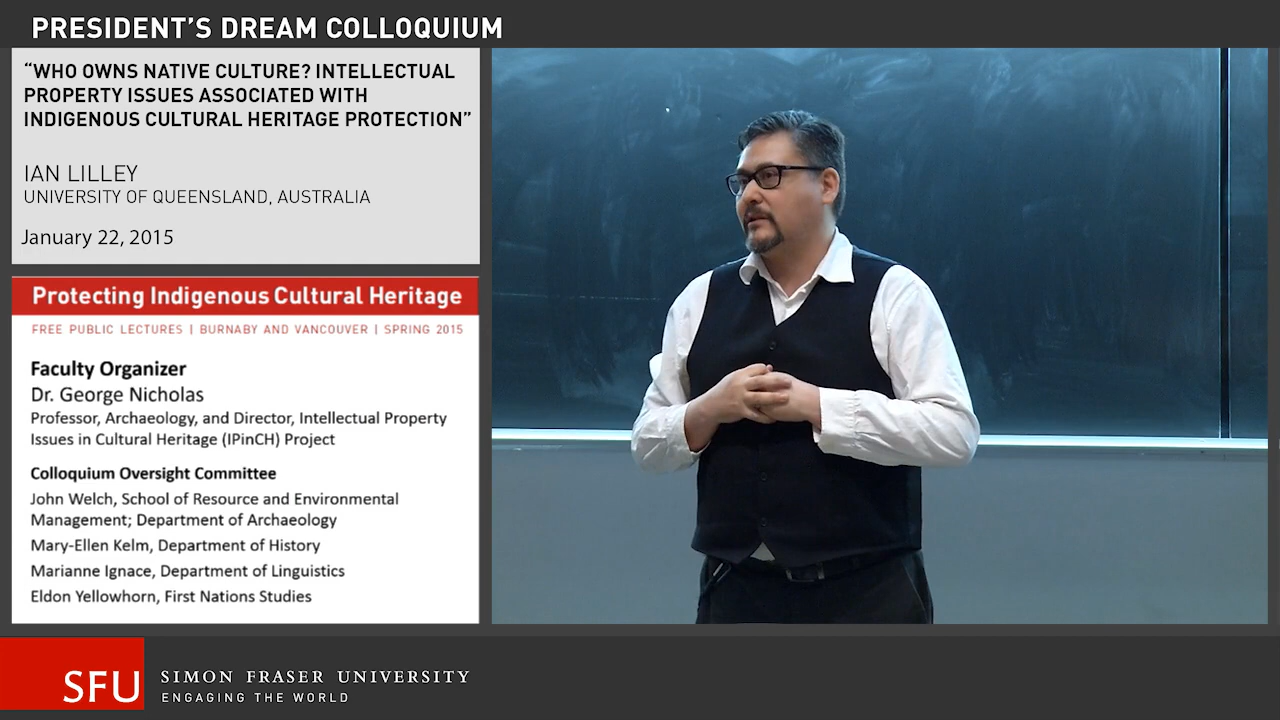 PRESIDENT’S DREAM COLLOQUIUM
“WHO OWNS NATIVE CULTURE? INTELLECTUAL
PROPERTY ISSUES ASSOCIATED WITH
INDIGENOUS CULTURAL HERITAGE PROTECTION”
IAN LILLEY
UNIVERSITY OF QUEENSLAND, AUSTRALIA
January 22, 2015
Protecting Indigenous Cultural Heritage
FREE PUBLIC LECTURES | BURNABY AND VANCOUVER | SPRING 2015
Faculty Organizer
Dr. George Nicholas
Professor, Archaeology, and Director, Intellectual Property
Issues in Cultural Heritage (IPinCH) Project
Colloquium Oversight Committee
John Welch, School of Resource and Environmental
Management; Department of Archaeology
Mary-Ellen Kelm, Department of History
Marianne Ignace, Department of Linguistics
Eldon Yellowhorn, First Nations Studies
SFU
SIMON FRASER UNIVERSITY
ENGAGING THE WORLD